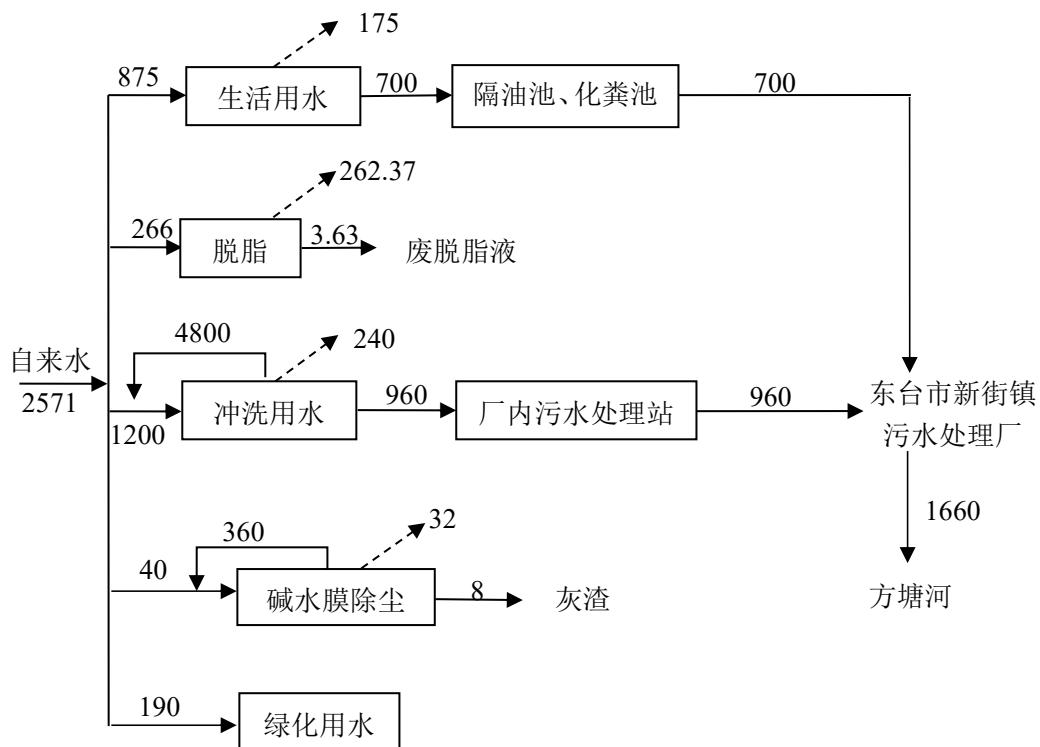 175
875
生活用水
700
隔油池、化粪池
700
262.37
266
脱脂
3.63
废脱脂液
自来水
2571
4800
240
1200
冲洗用水
960
厂内污水处理站
960
东台市新街镇
污水处理厂
1660
方塘河
360
32
40
碱水膜除尘
8
灰渣
190
绿化用水